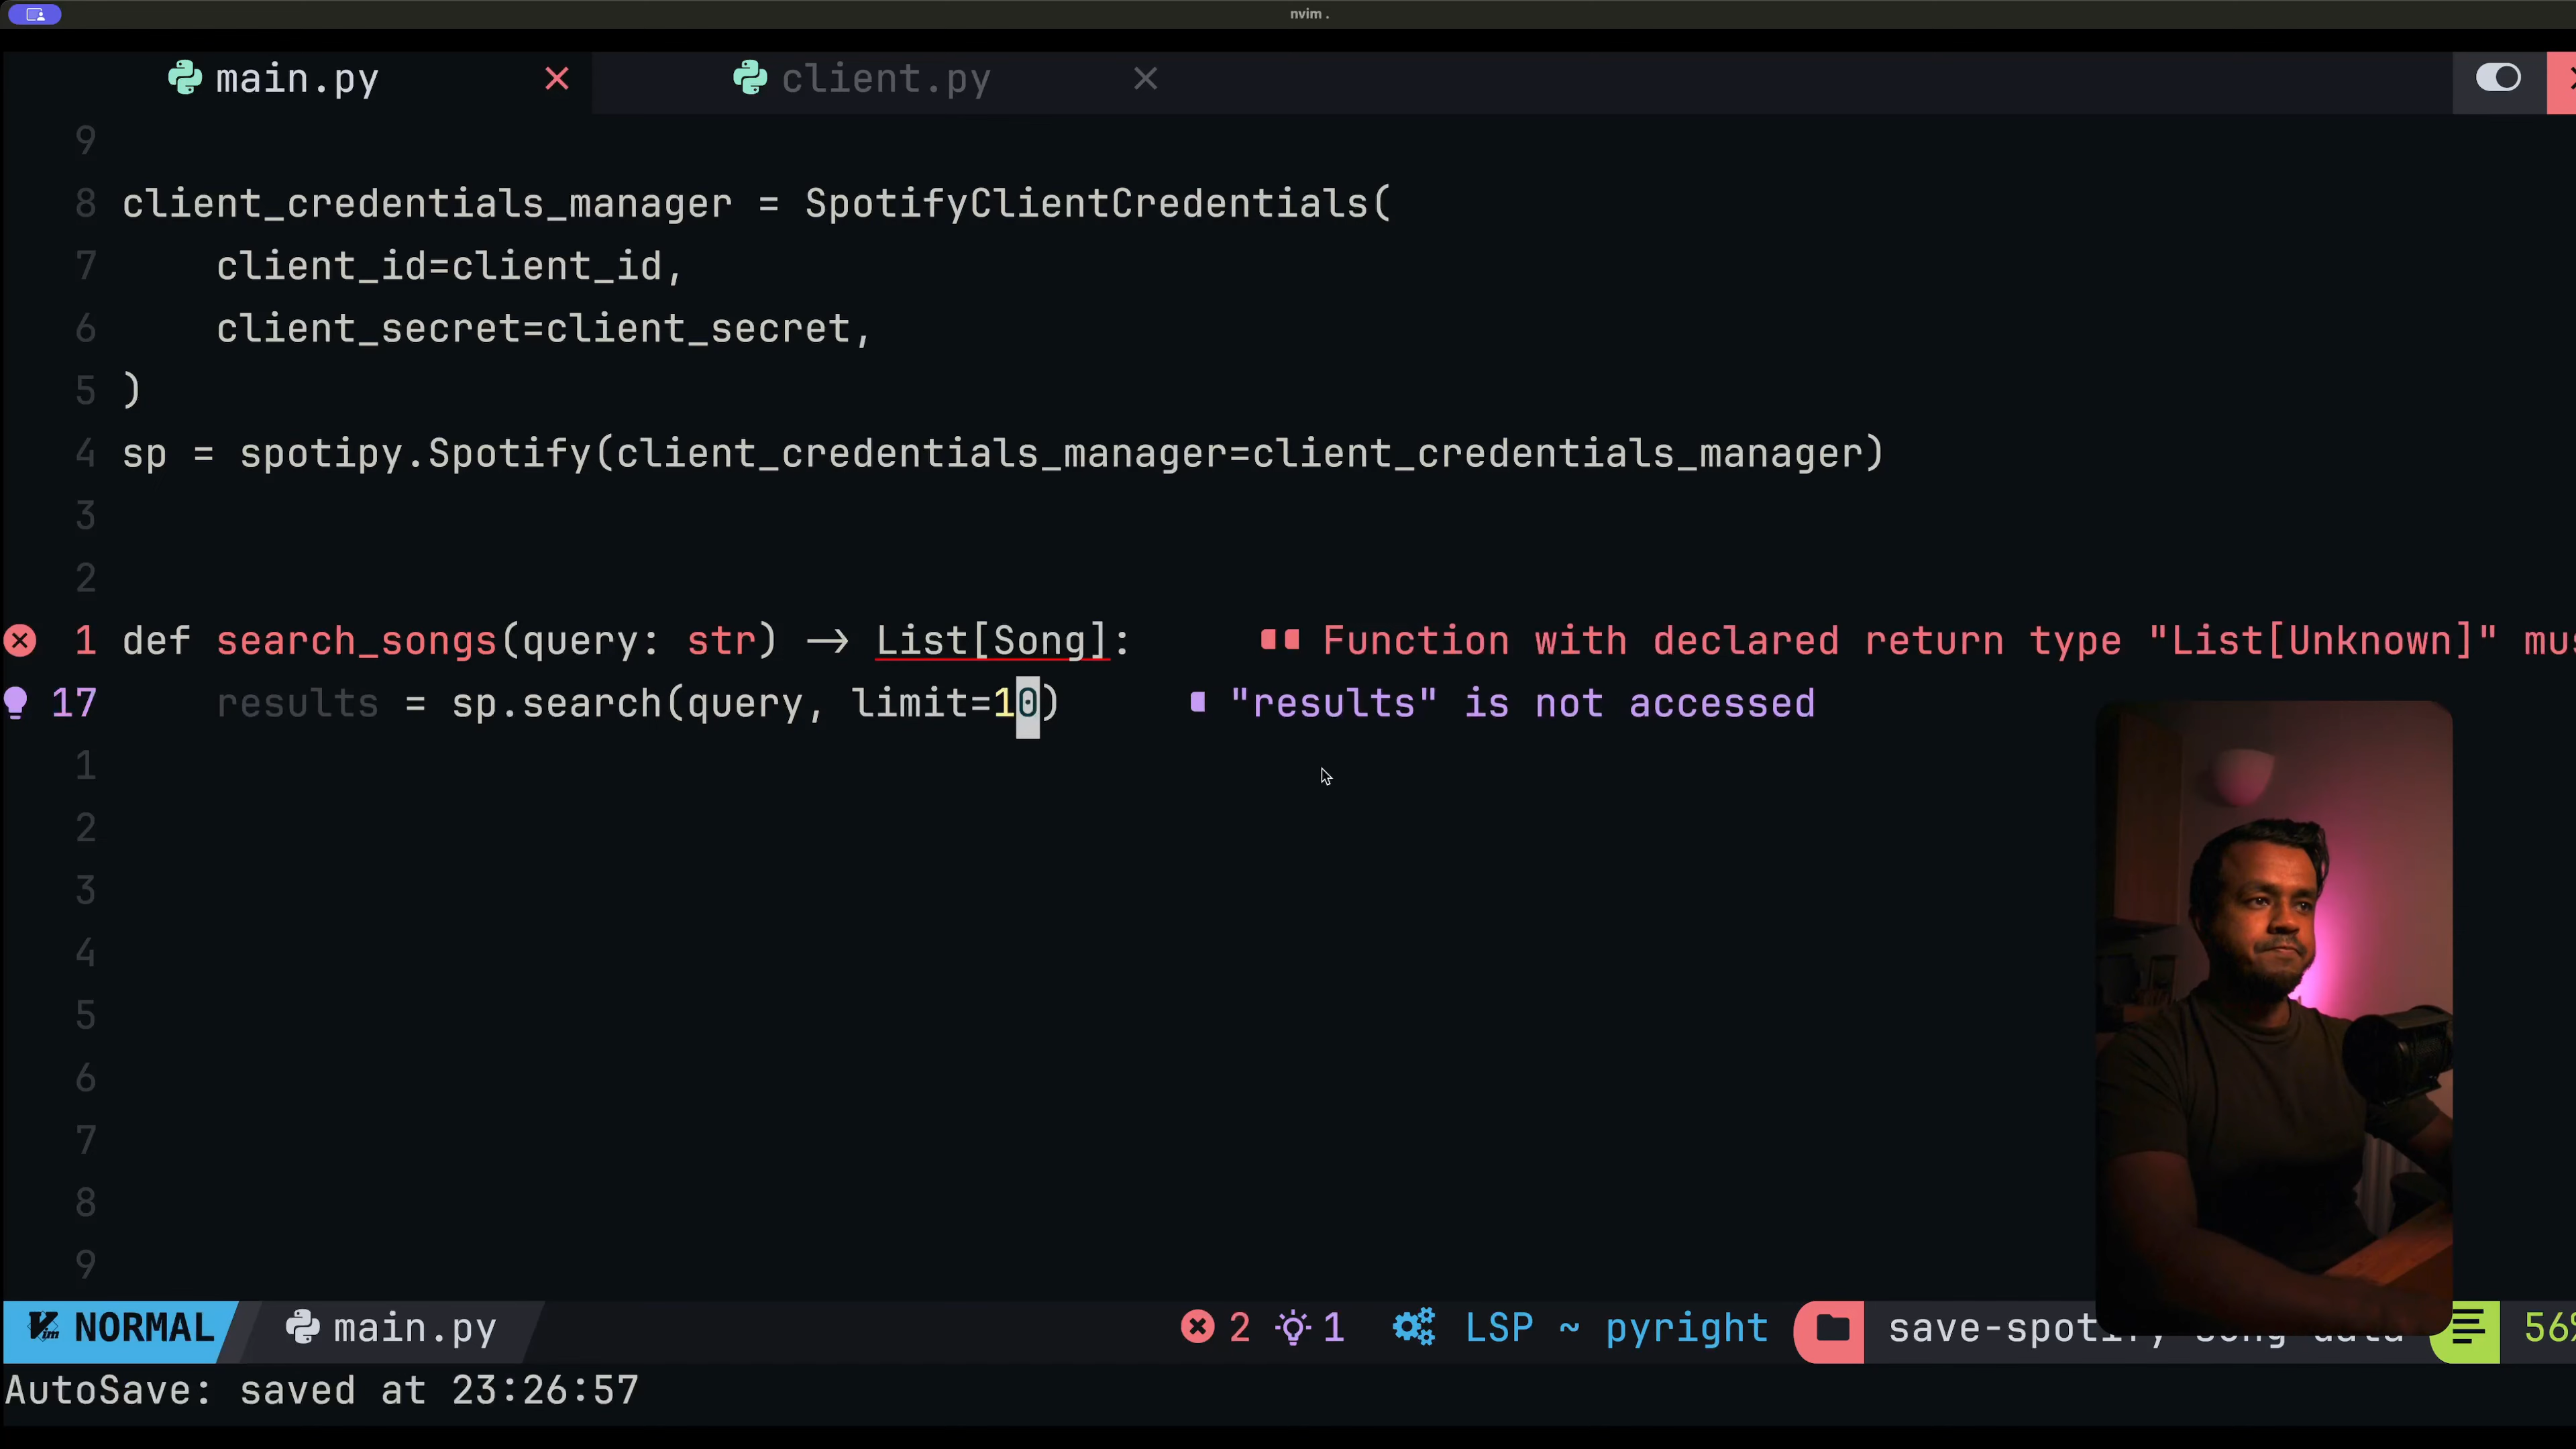 nvim .
main.py
client.py
9
8 client_credentials_manager = SpotifyClientCredentials(
7 client_id=client_id,
6 client_secret=client_secret,
5 )
4 sp = spotipy.Spotify(client_credentials_manager=client_credentials_manager)
3
2
1 def search_songs(query: str) → List[Song]: Function with declared return type "List[Unknown]" mus
17 results = sp.search(query, limit=10) "results" is not accessed
1
2
3
4
5
6
7
8
9
NORMAL main.py 2 1 LSP ~ pyright save-spotify 56%
AutoSave: saved at 23:26:57